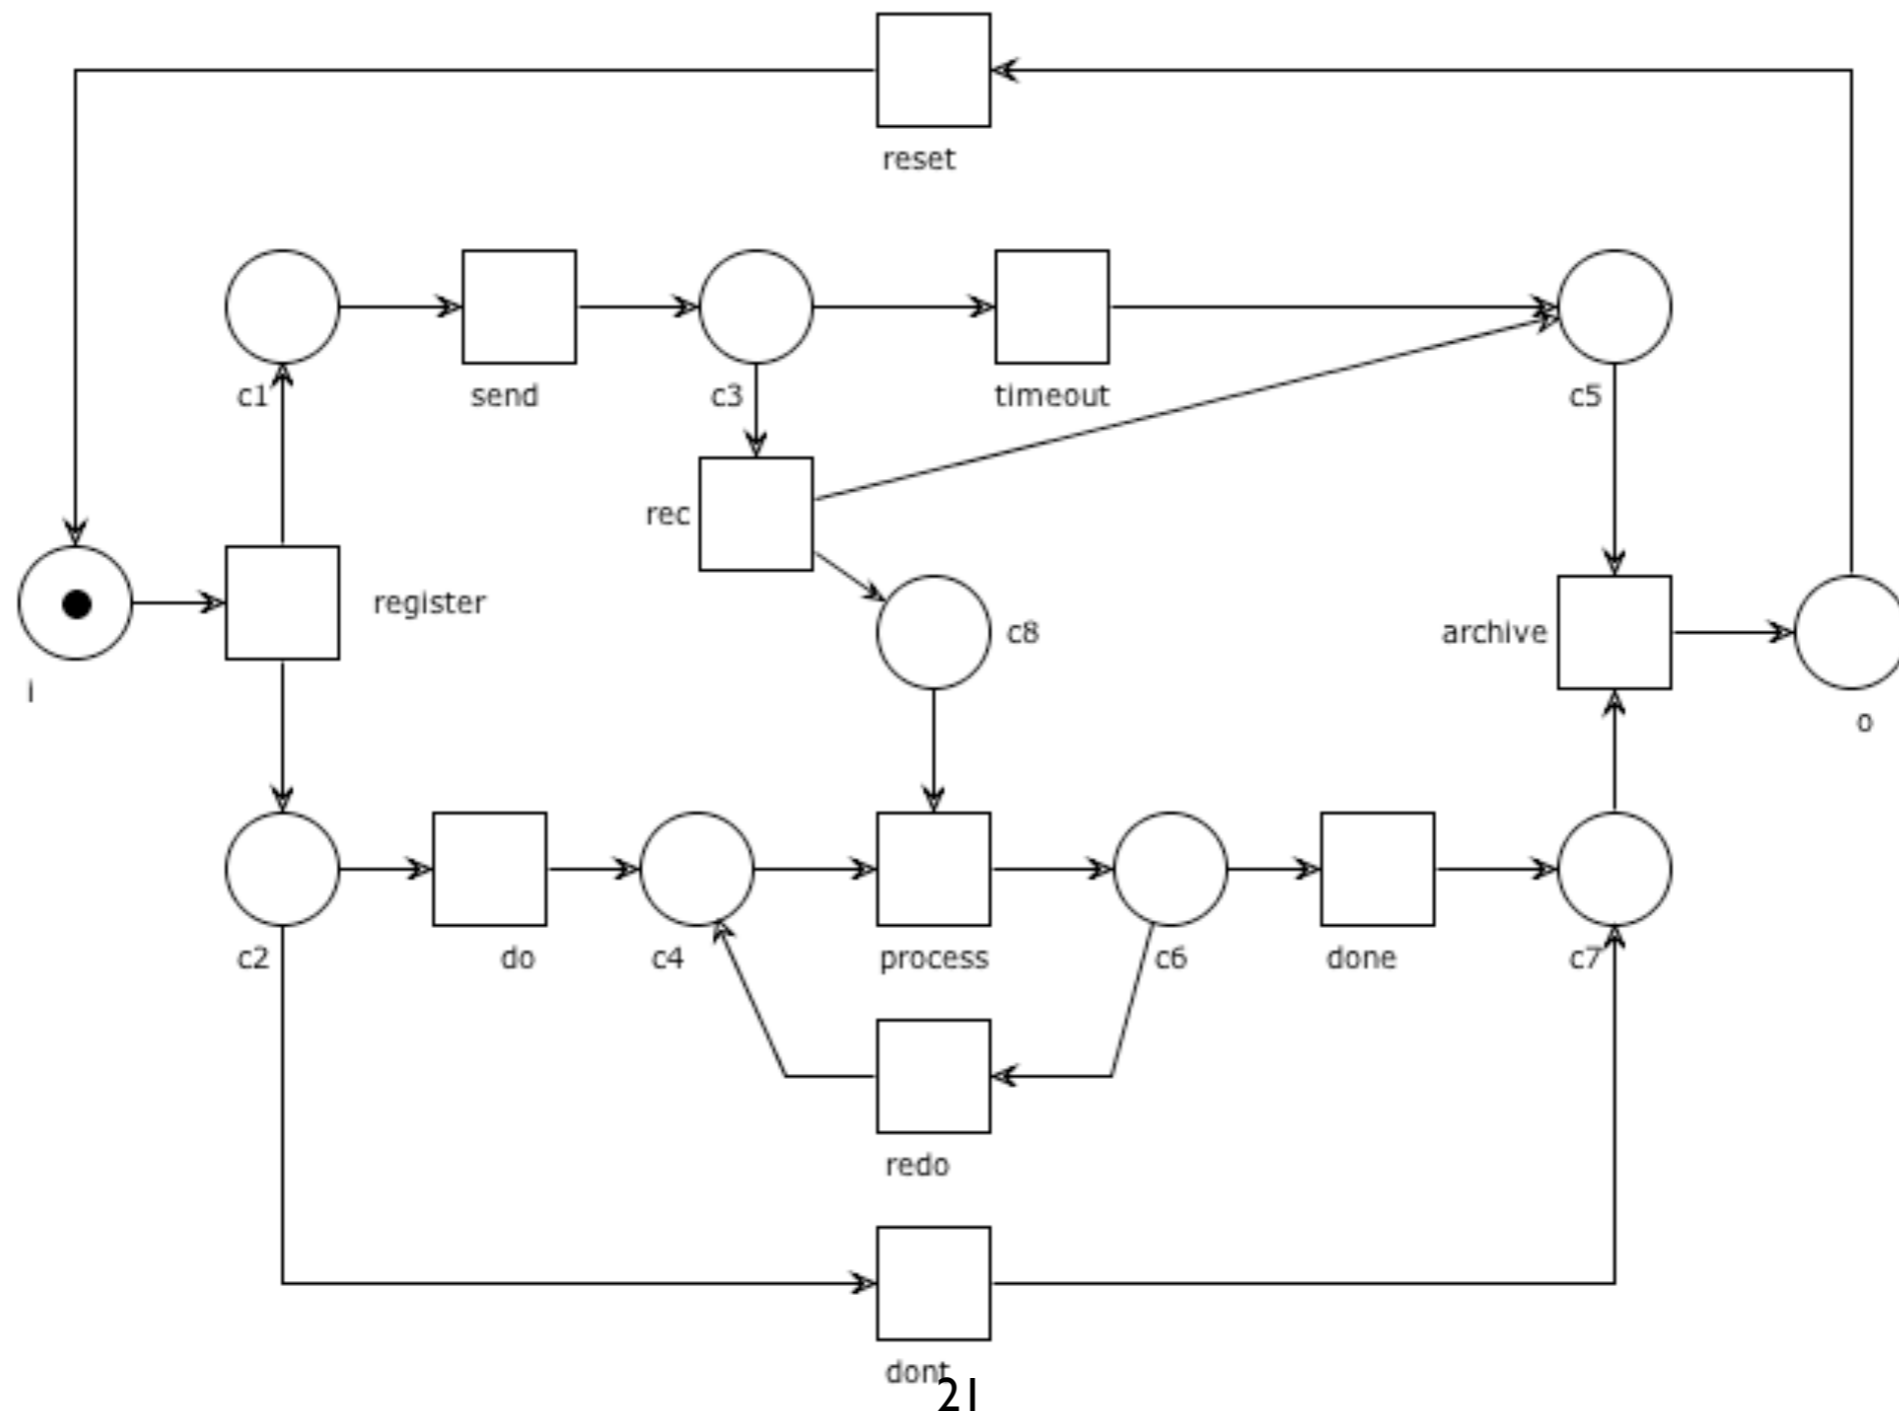 reset
c1
send
c3
timeout
c5
rec
i
register
c8
archive
o
c2
do
c4
process
c6
done
c7
redo
dont
21